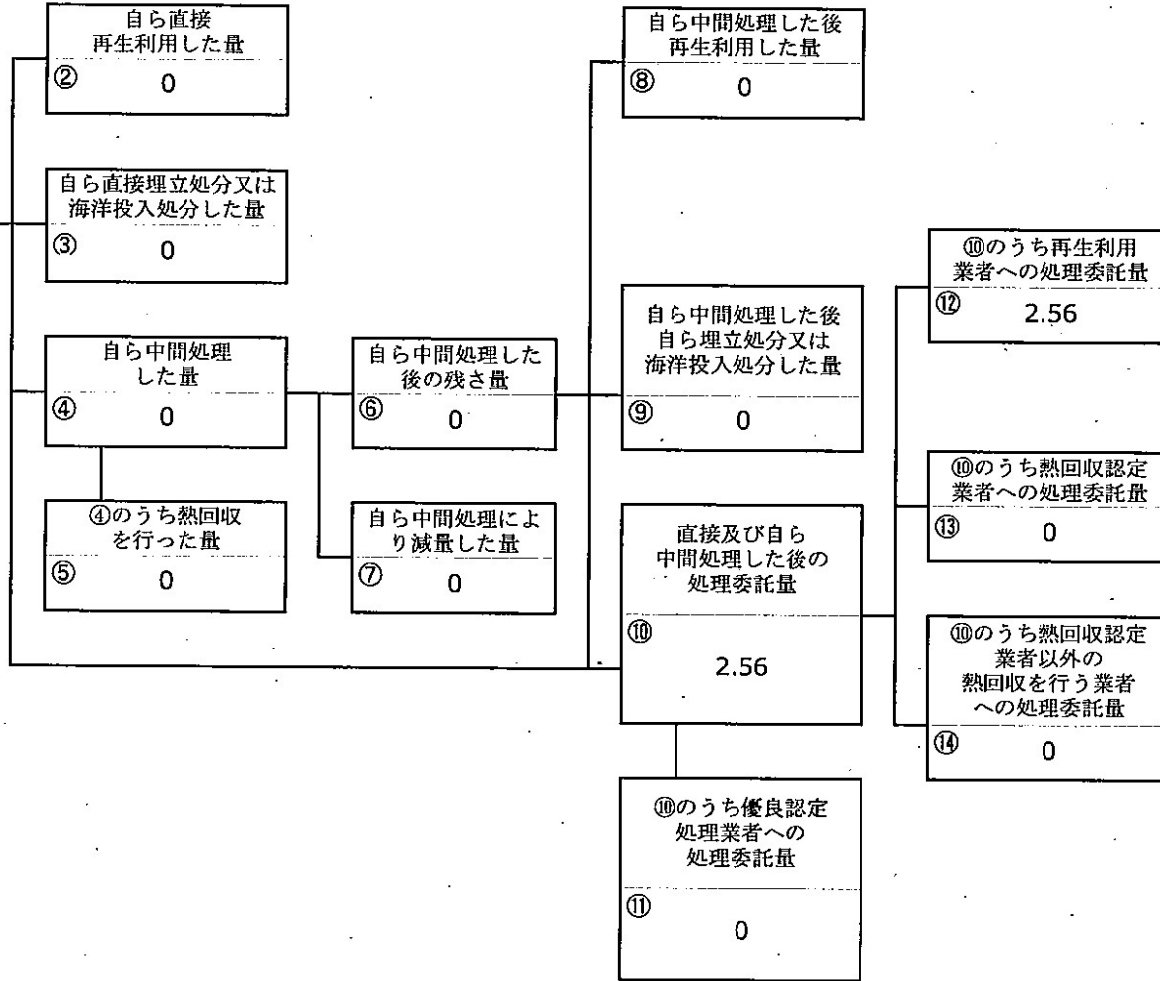 自ら直接
再生利用した量
②
0
自ら直接埋立処分又は
海洋投入処分した量
③
0
自ら中間処理
した量
④
0
④のうち熱回収
を行った量
⑤
0
自ら中間処理した
後の残さ量
⑥
0
自ら中間処理によ
り減量した量
⑦
0
自ら中間処理した後
再生利用した量
⑧
0
自ら中間処理した後
自ら埋立処分又は
海洋投入処分した量
⑨
0
直接及び自ら
中間処理した後の
処理委託量
⑩
2.56
⑩のうち優良認定
処理業者への
処理委託量
⑪
0
⑩のうち再生利用
業者への処理委託量
⑫
2.56
⑩のうち熱回収認定
業者への処理委託量
⑬
0
⑩のうち熱回収認定
業者以外の
熱回収を行う業者
への処理委託量
⑭
0